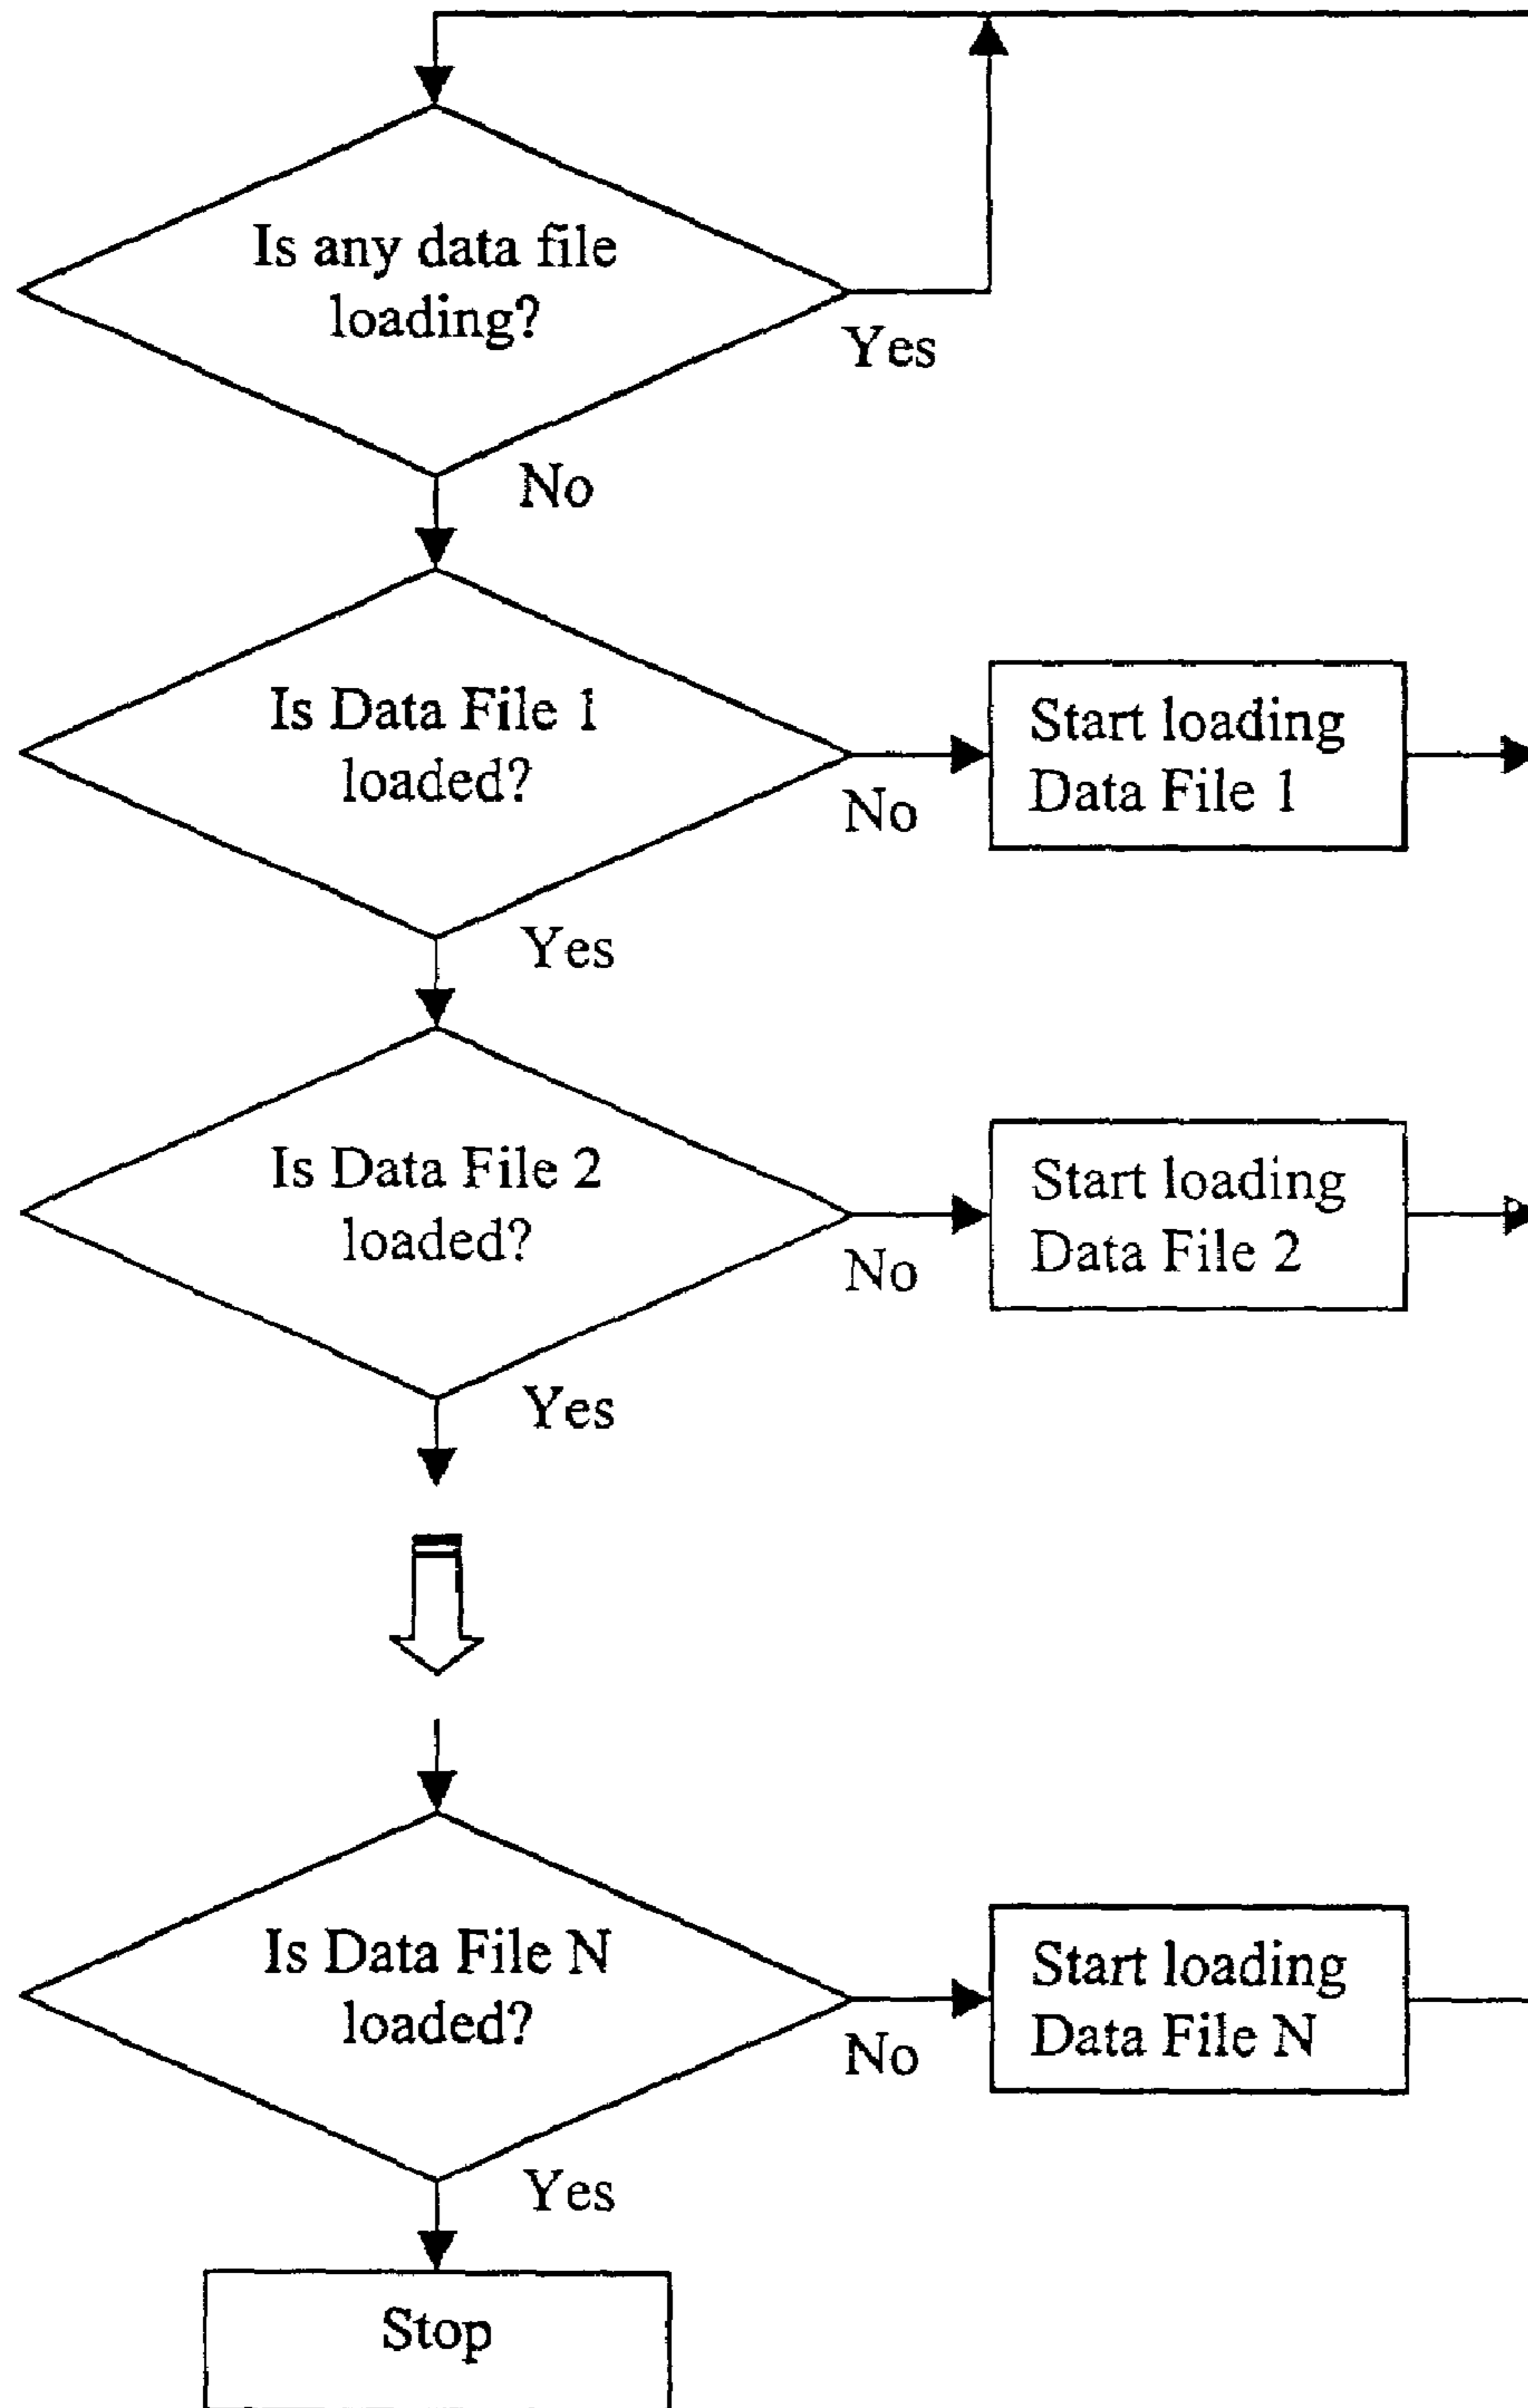 Is any data file
loading?
Yes
No
Is Data File 1
loaded?
No
Start loading
Data File 1
Yes
Is Data File 2
loaded?
No
Start loading
Data File 2
Yes
Is Data File N
loaded?
No
Start loading
Data File N
Yes
Stop